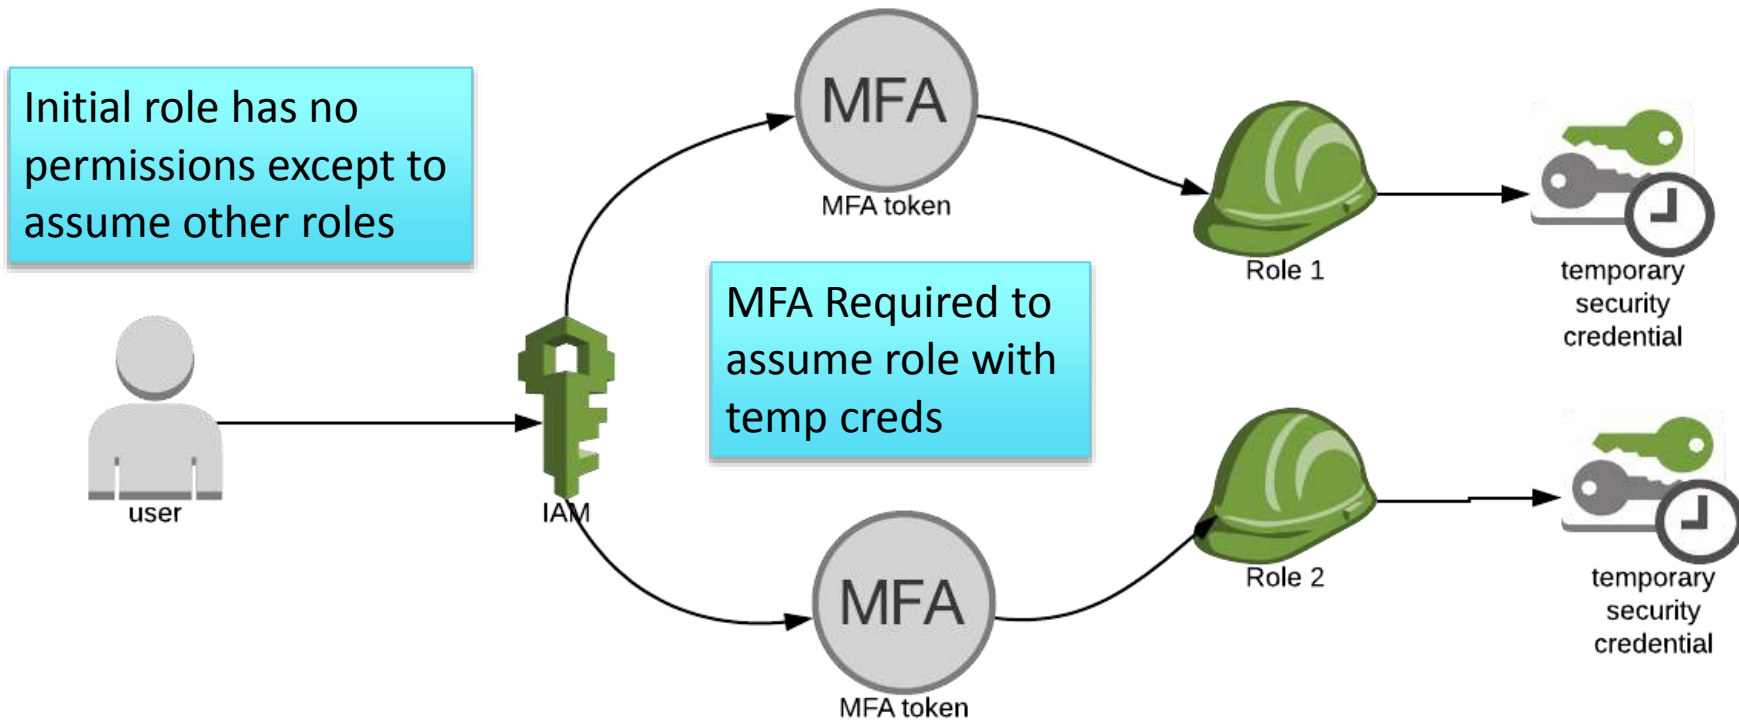 Initial role has no
permissions except to
assume other roles
user
IAM
MFA
MFA token
MFA Required to
assume role with
temp creds
MFA
MFA token
Role 1
temporary
security
credential
Role 2
temporary
security
credential